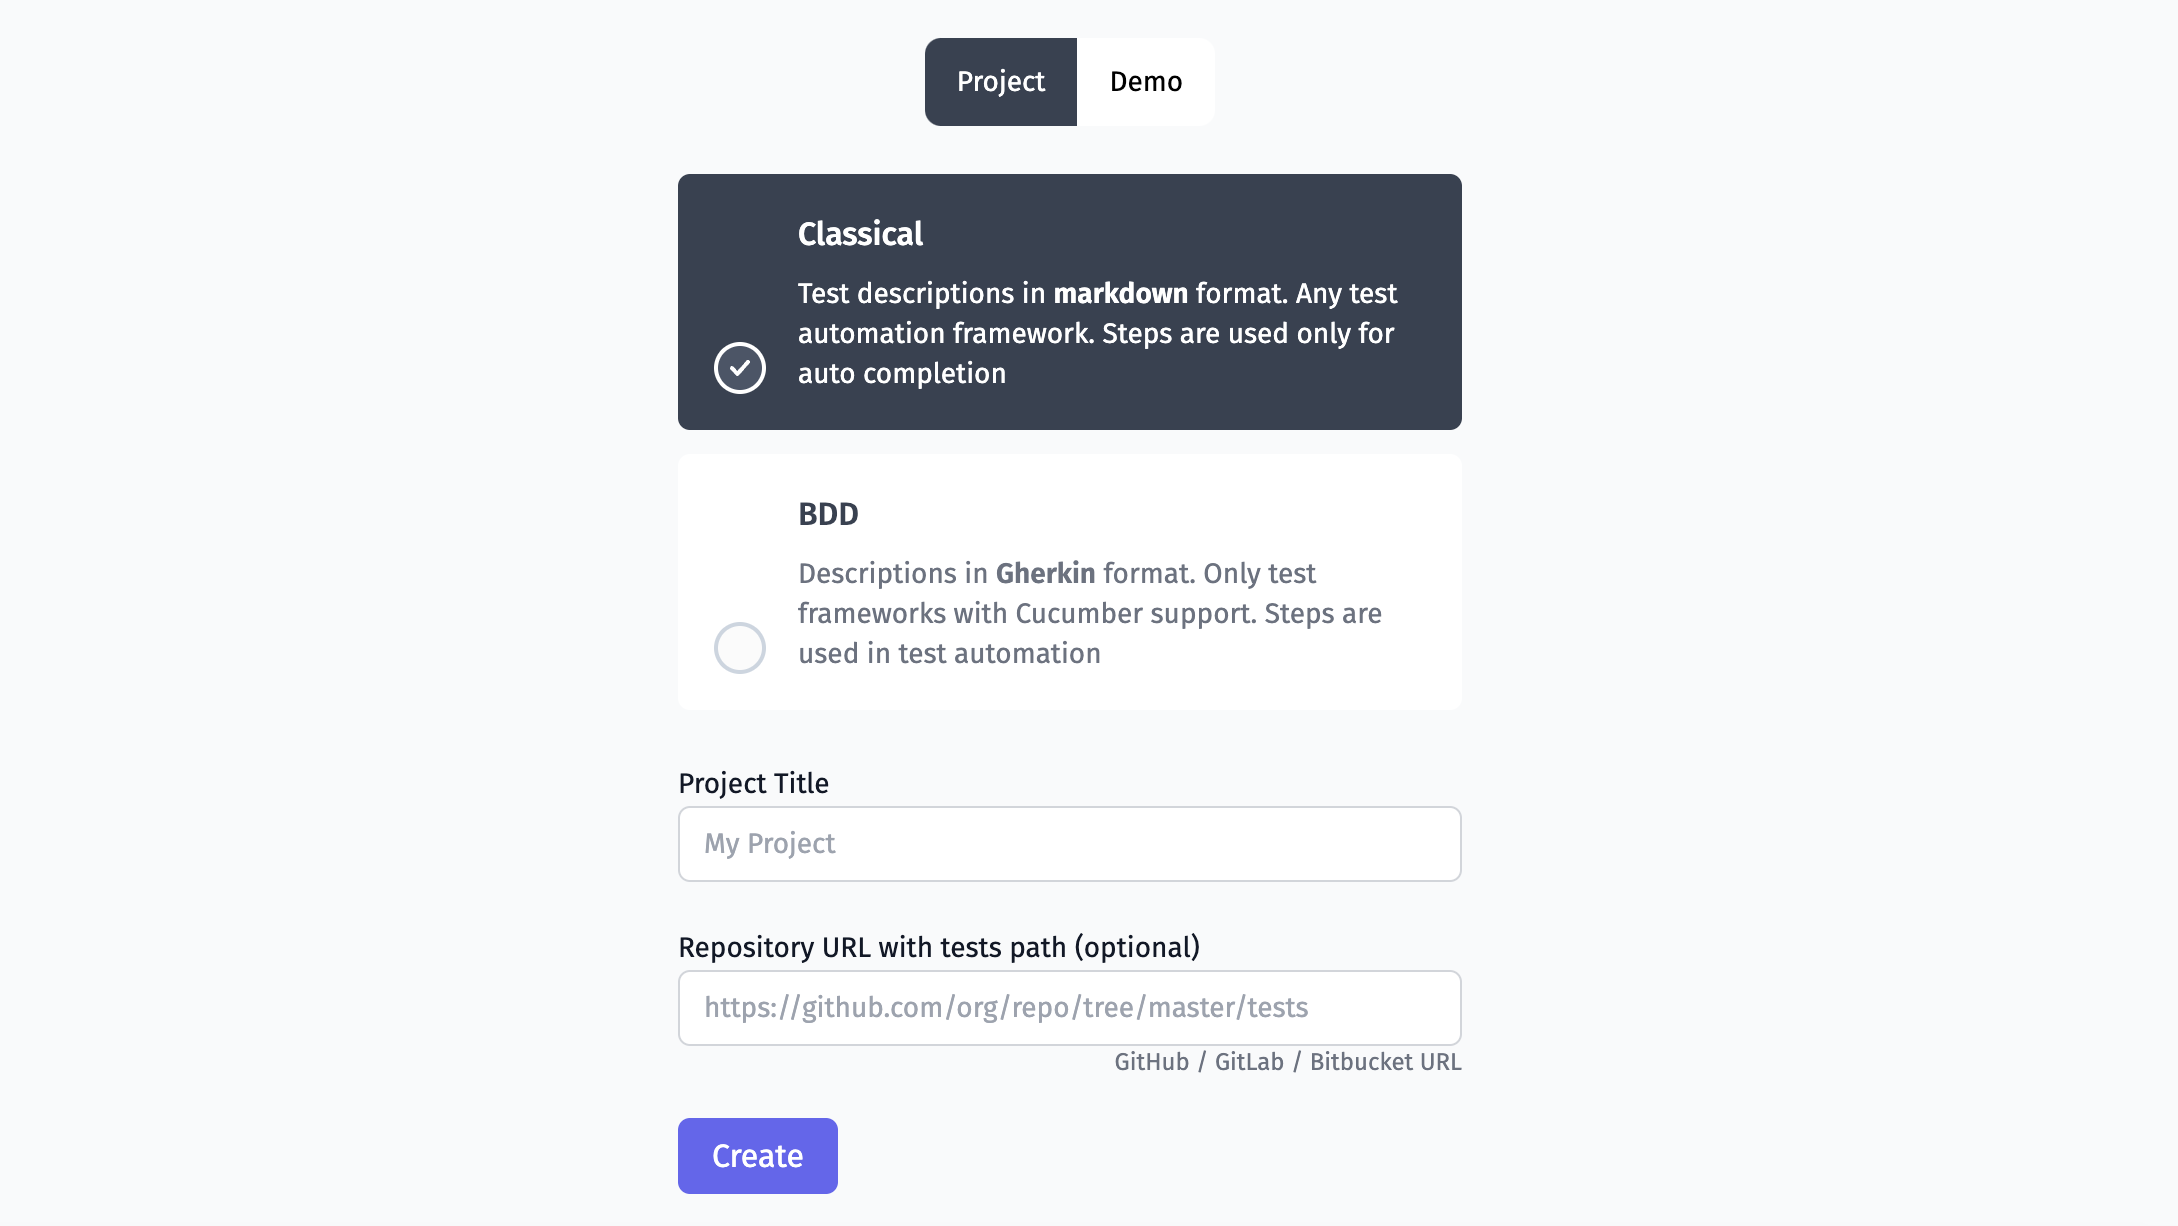 Project
Demo
Classical
Test descriptions in markdown format. Any test
automation framework. Steps are used only for
auto completion
BDD
Descriptions in Gherkin format. Only test
frameworks with Cucumber support. Steps are
used in test automation
Project Title
My Project
Repository URL with tests path (optional)
https://github.com/org/repo/tree/master/tests
GitHub / GitLab / Bitbucket URL
Create